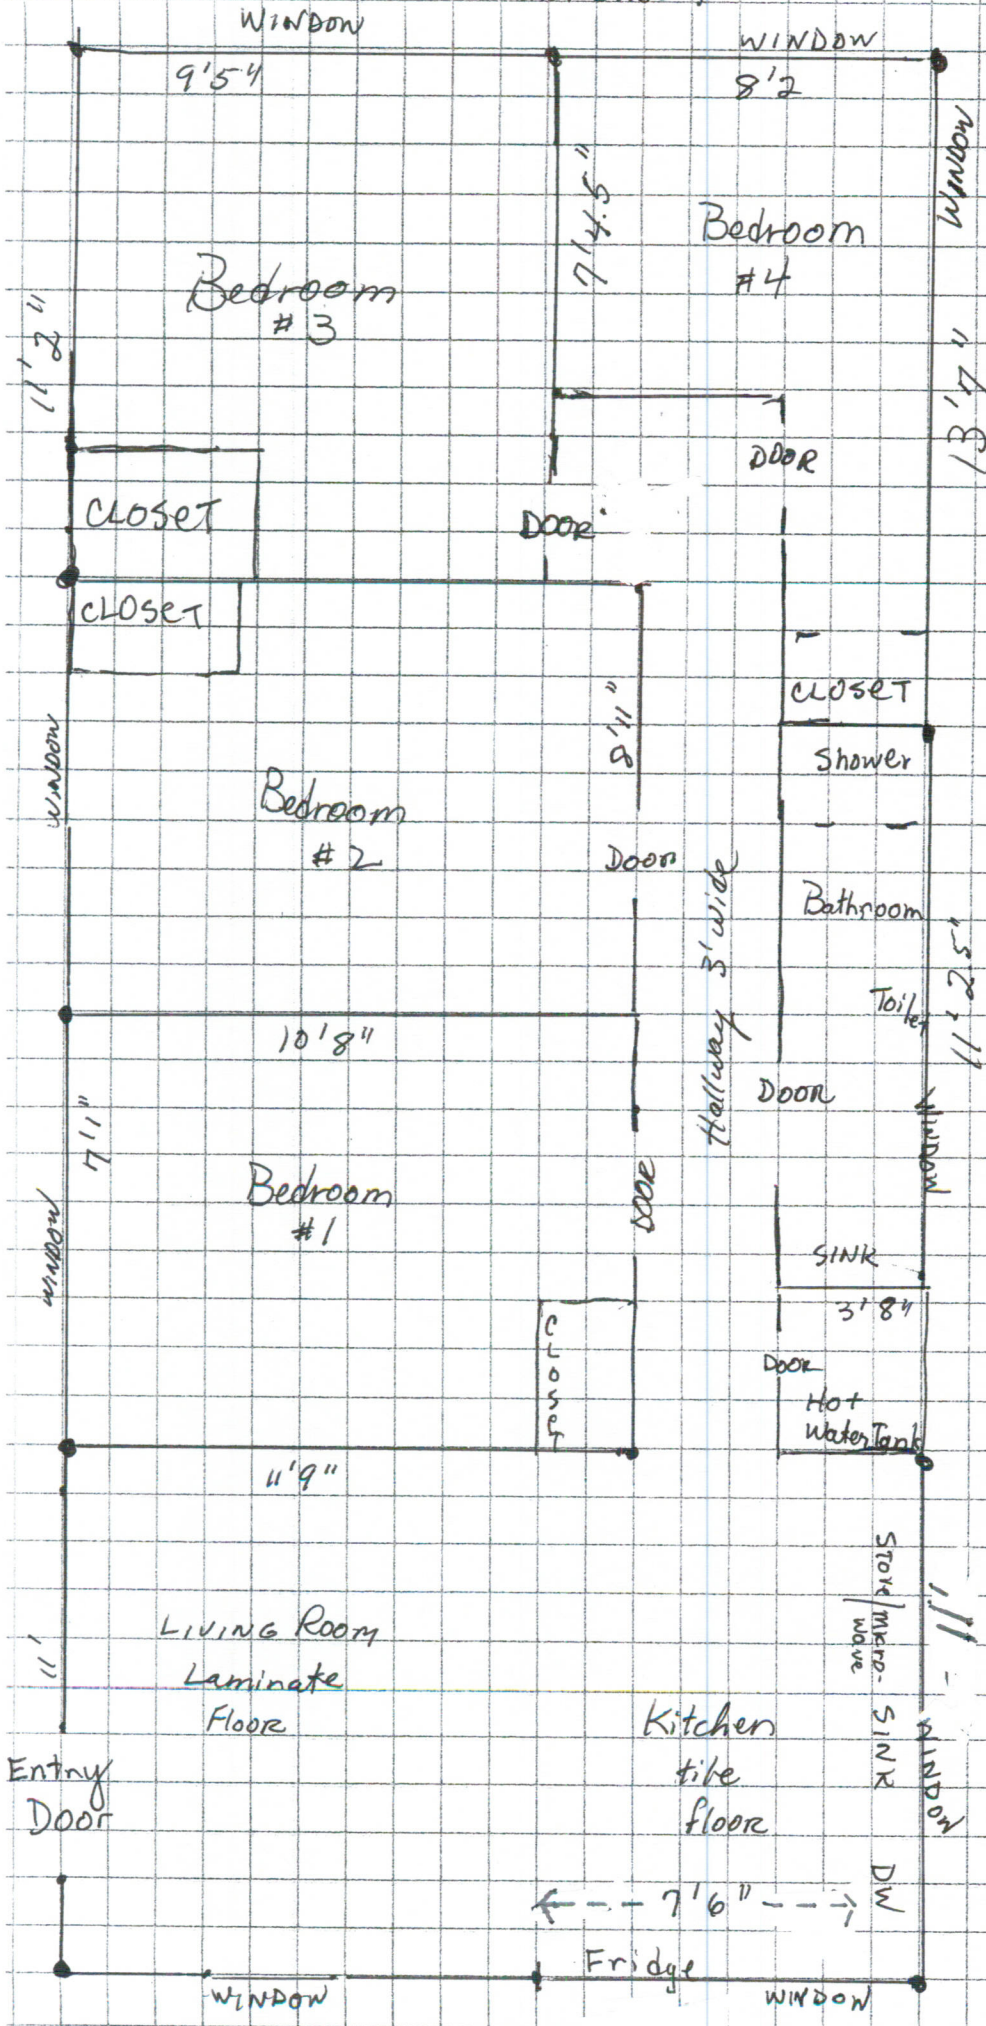 WINDOW
WINDOW
9'5"
8'2
WINDOW
7'4.5"
Bedroom
#4
Bedroom
#3
11'2"
13'7"
DOOR
CLOSET
DOOR
CLOSET
CLOSET
8'11"
WINDOW
Shower
Bedroom
#2
DOOR
Hallway 3' wide
Bathroom
Toilet
11'2.5"
10'8"
DOOR
WINDOW
7'1"
Bedroom
#1
DOOR
WINDOW
SINK
3'8"
CLOSET
DOOR
Hot
Water Tank
11'9"
Stove/micro-
wave
11'
LIVING ROOM
Laminate
Floor
11'
SINK
WINDOW
Kitchen
tile
floor
Entry
Door
DW
7'6"
Fridge
WINDOW
WINDOW